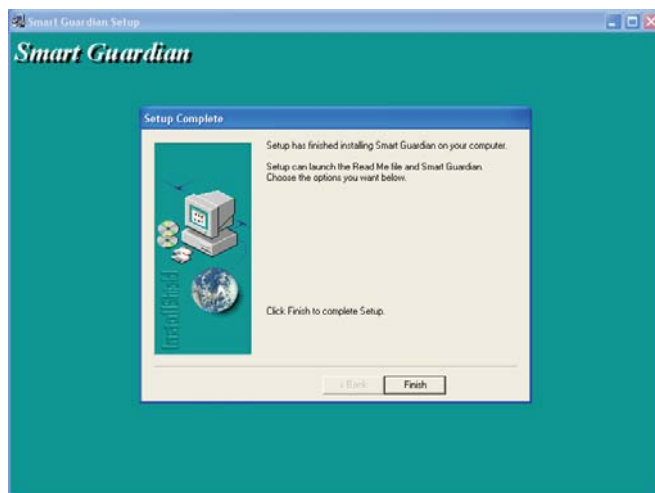 Smart Guardian Setup
Smart Guardian
Setup Complete
Setup has finished installing Smart Guardian on your computer.
Setup can launch the Read Me file and Smart Guardian.
Choose the options you want below.
InstallShield
Click Finish to complete Setup.
< Back
Finish